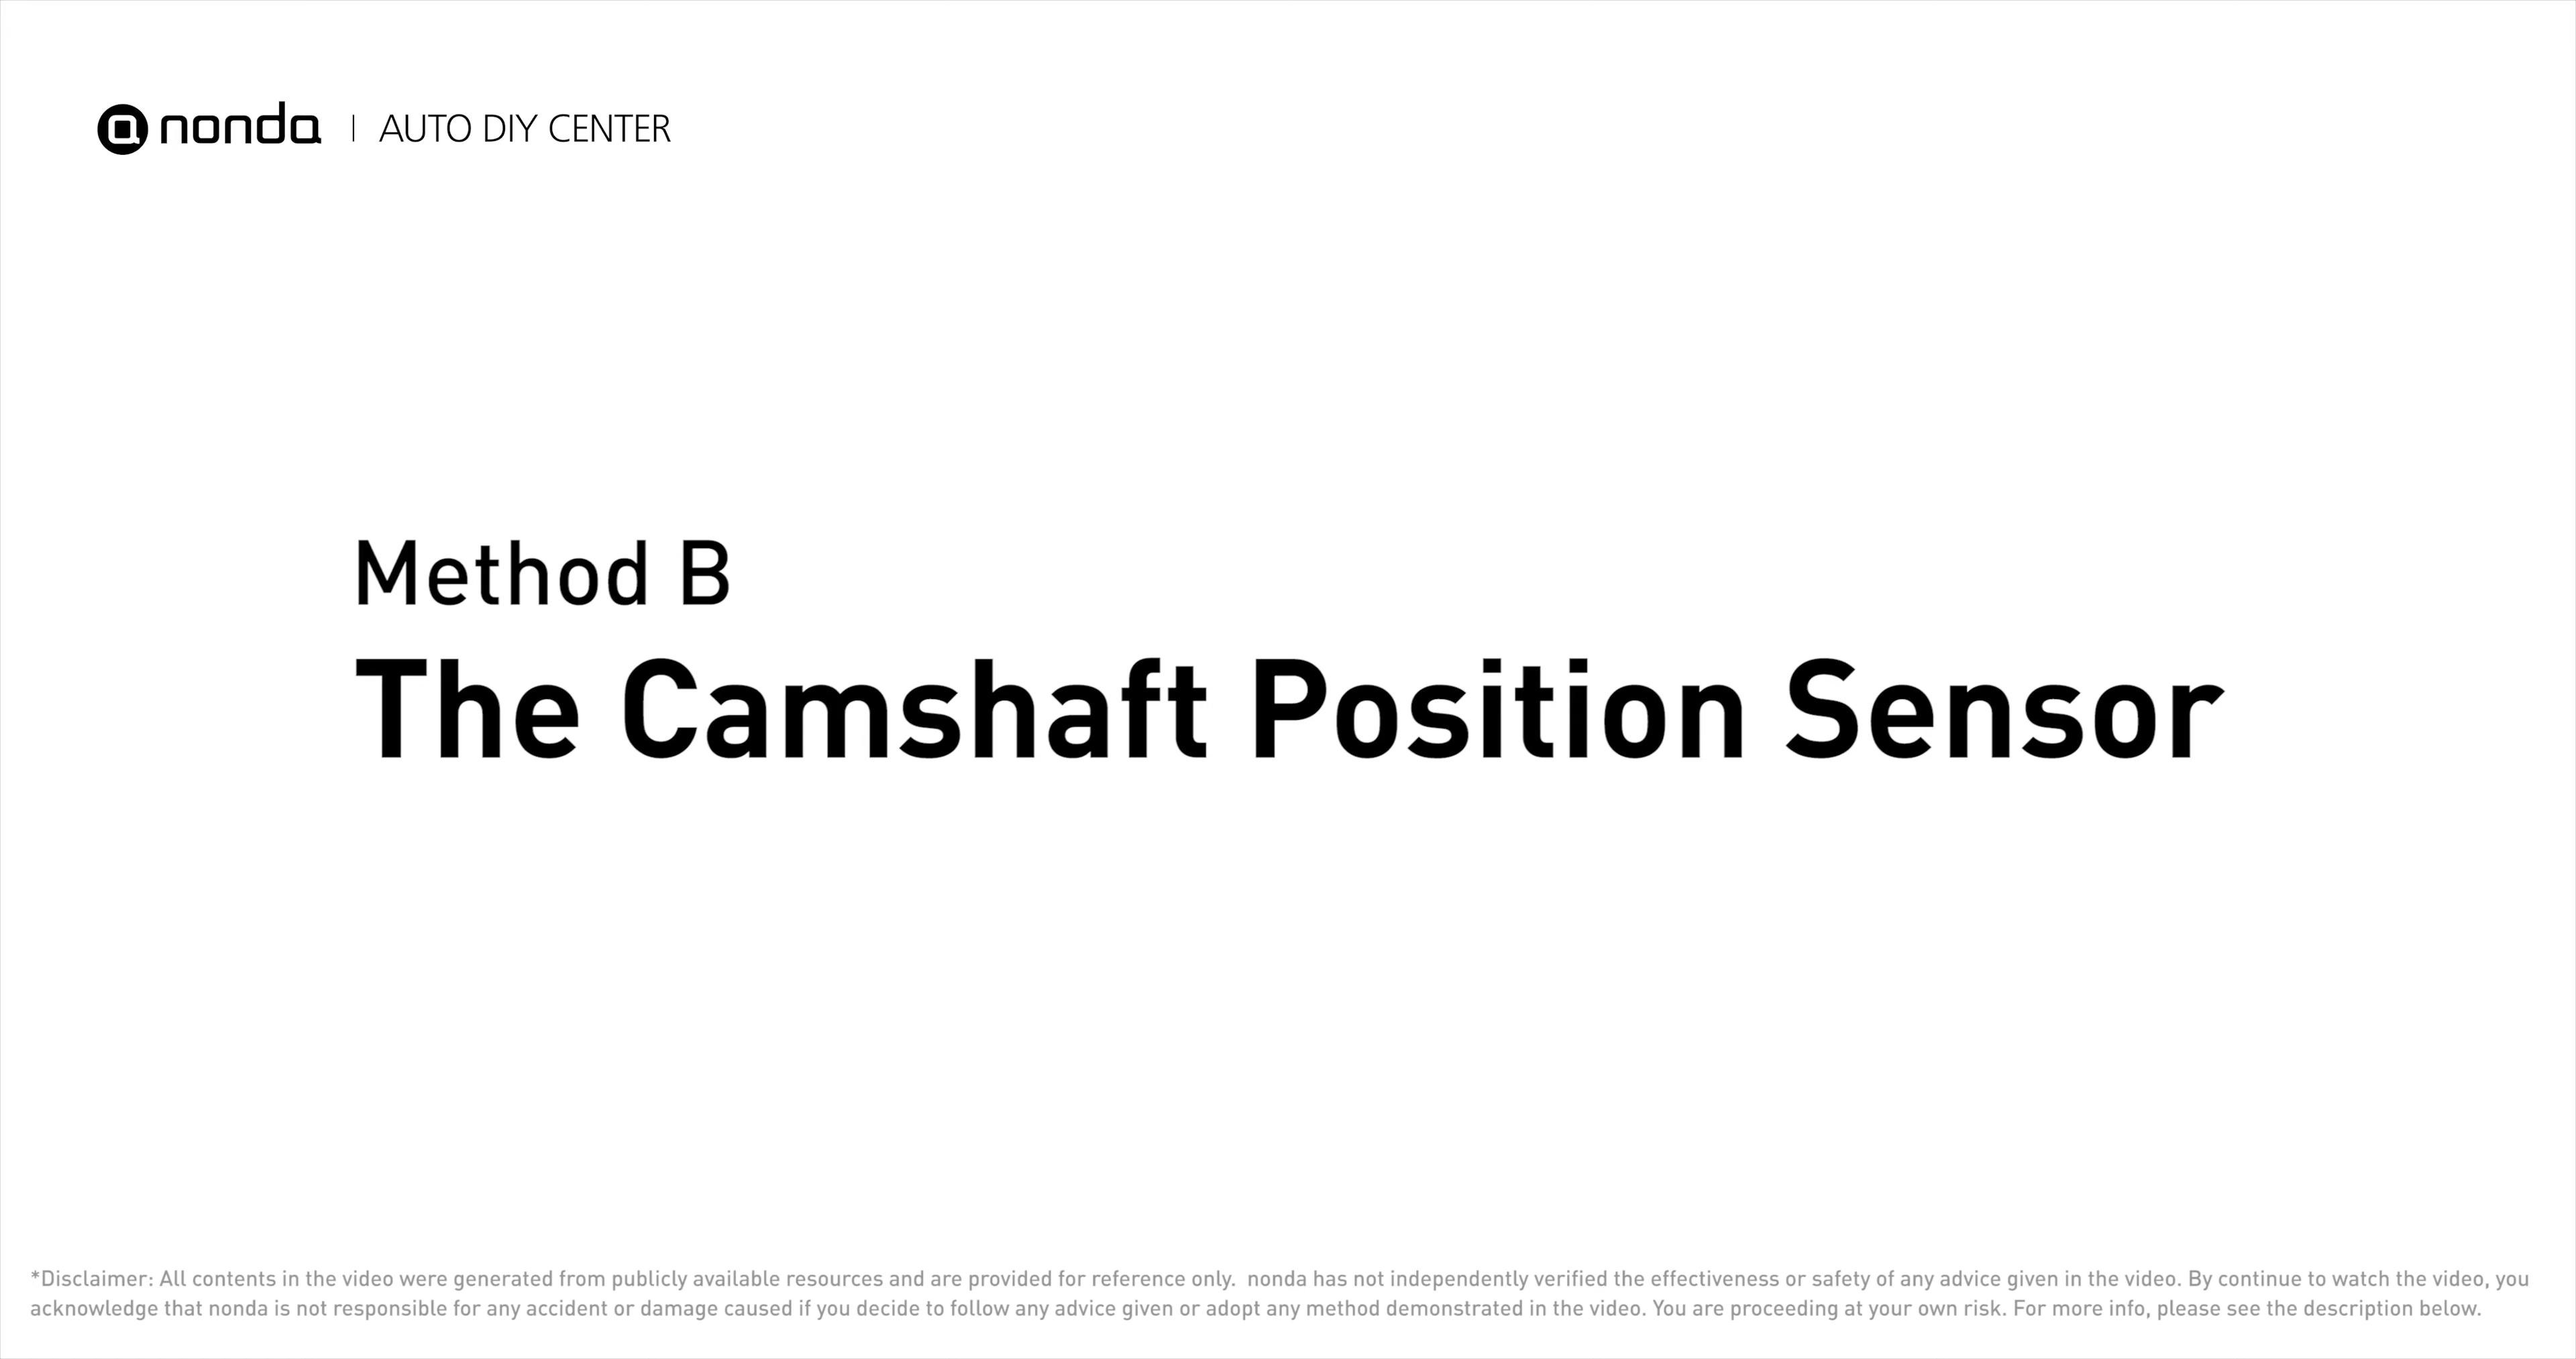 nonda | AUTO DIY CENTER
Method B
The Camshaft Position Sensor
*Disclaimer: All contents in the video were generated from publicly available resources and are provided for reference only.  nonda has not independently verified the effectiveness or safety of any advice given in the video. By continue to watch the video, you
acknowledge that nonda is not responsible for any accident or damage caused if you decide to follow any advice given or adopt any method demonstrated in the video. You are proceeding at your own risk. For more info, please see the description below.